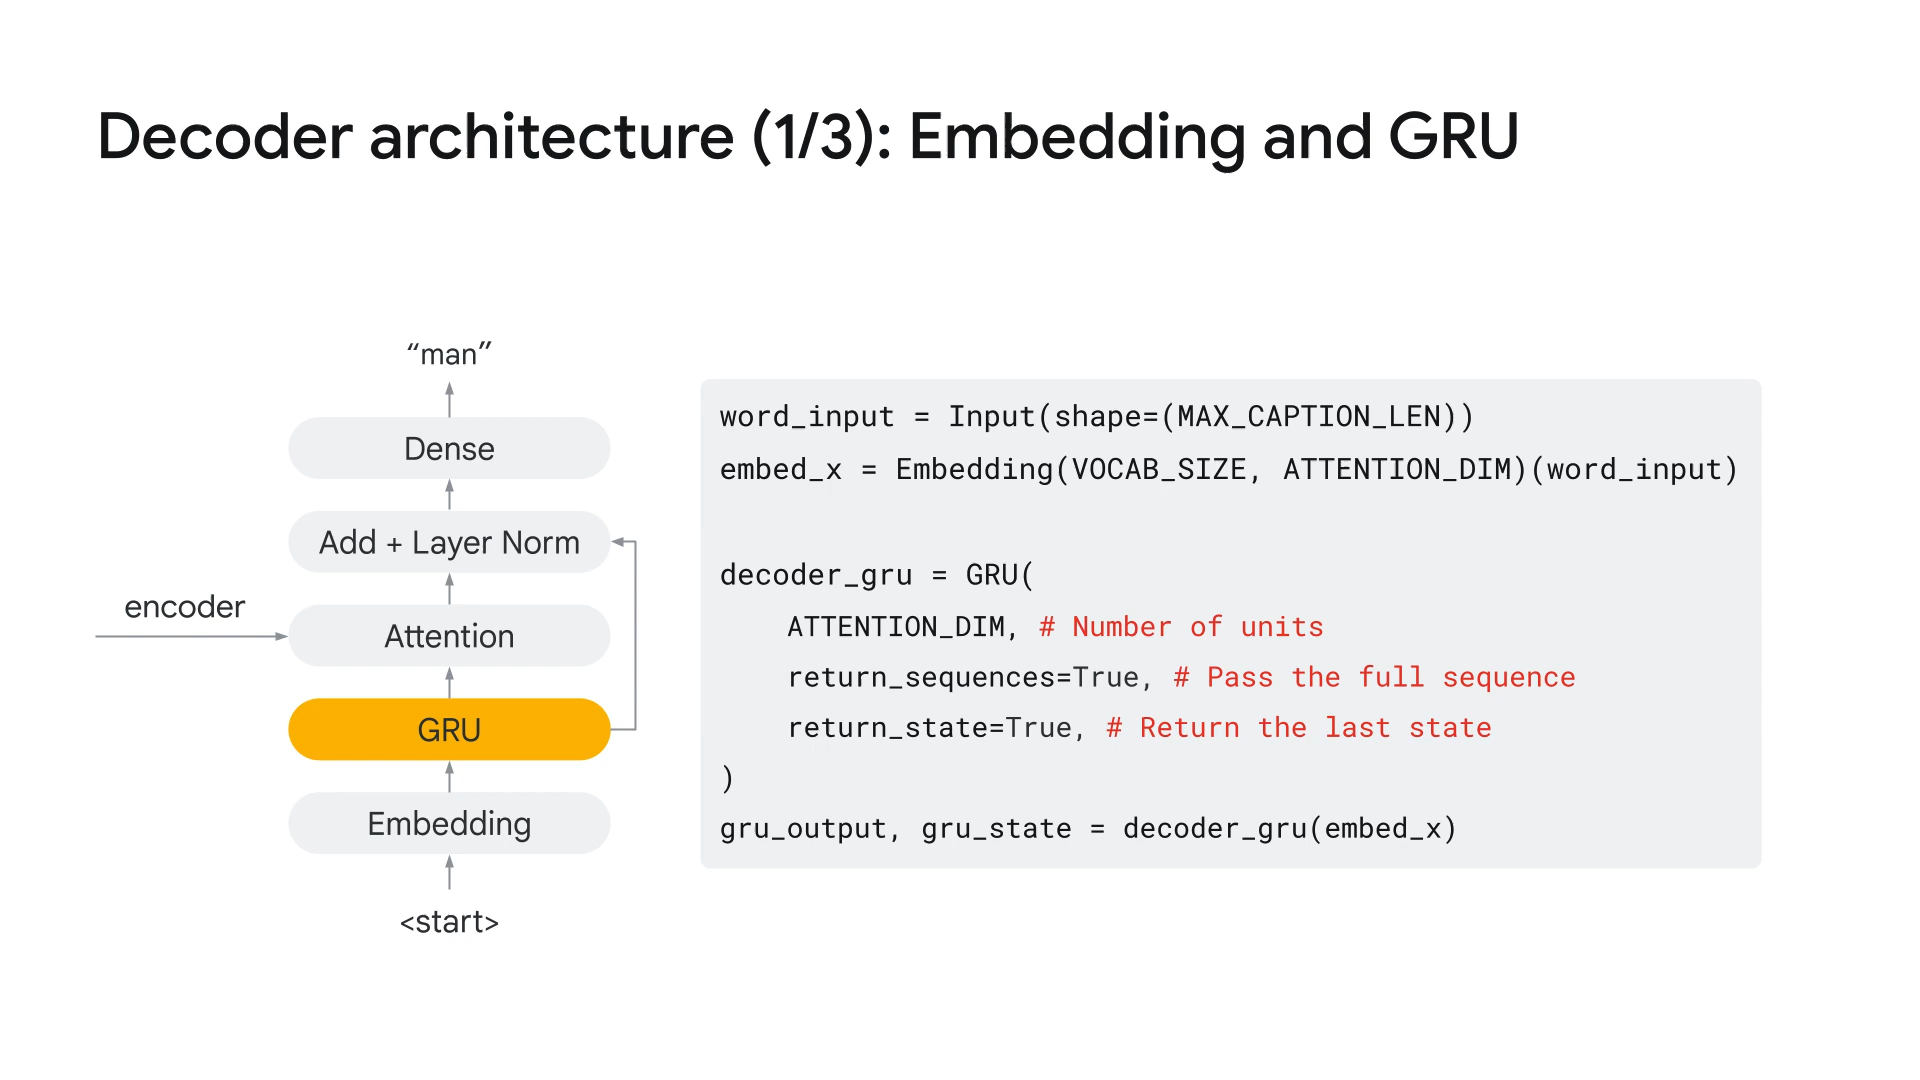 Decoder architecture (1/3): Embedding and GRU
“man”
Dense
Add + Layer Norm
encoder
Attention
GRU
Embedding
<start>
word_input = Input(shape=(MAX_CAPTION_LEN))
embed_x = Embedding(VOCAB_SIZE, ATTENTION_DIM)(word_input)
decoder_gru = GRU(
    ATTENTION_DIM, # Number of units
    return_sequences=True, # Pass the full sequence
    return_state=True, # Return the last state
)
gru_output, gru_state = decoder_gru(embed_x)